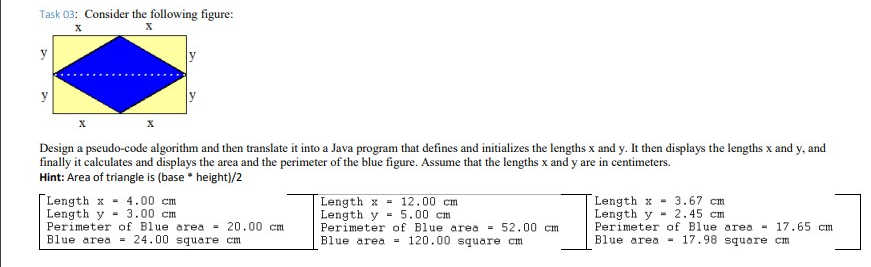 Task 03: Consider the following figure:
x x
y y
y y
x x
Design a pseudo-code algorithm and then translate it into a Java program that defines and initializes the lengths x and y. It then displays the lengths x and y, and
finally it calculates and displays the area and the perimeter of the blue figure. Assume that the lengths x and y are in centimeters.
Hint: Area of triangle is (base * height)/2
Length x = 4.00 cm
Length y = 3.00 cm
Perimeter of Blue area = 20.00 cm
Blue area = 24.00 square cm
Length x = 12.00 cm
Length y = 5.00 cm
Perimeter of Blue area = 52.00 cm
Blue area = 120.00 square cm
Length x = 3.67 cm
Length y = 2.45 cm
Perimeter of Blue area = 17.65 cm
Blue area = 17.98 square cm